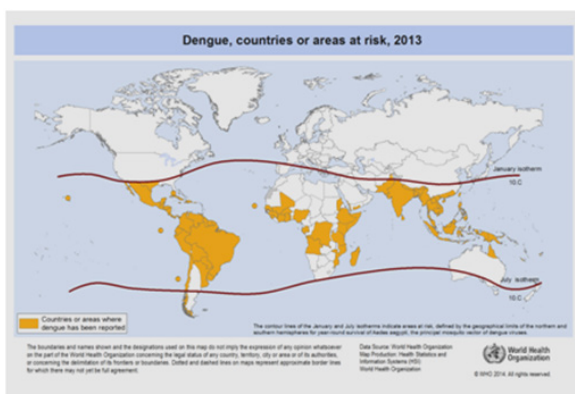 Dengue, countries or areas at risk, 2013
January isotherm
10.C
July isotherm
10.C
Countries or areas where
dengue has been reported
The contour lines of the January and July isotherms indicate areas at risk, defined by the geographical limits of the northern and
southern hemispheres for year-round survival of Aedes aegypti, the principal mosquito vector of dengue viruses.
The boundaries and names shown and the designations used on this map do not imply the expression of any opinion whatsoever
on the part of the World Health Organization concerning the legal status of any country, territory, city or area or of its authorities,
or concerning the delimitation of its frontiers or boundaries. Dotted and dashed lines on maps represent approximate border lines
for which there may not yet be full agreement.
Data Source: World Health Organization
Map Production: Health Statistics and
Information Systems (HSI)
World Health Organization
World Health
Organization
© WHO 2014. All rights reserved.